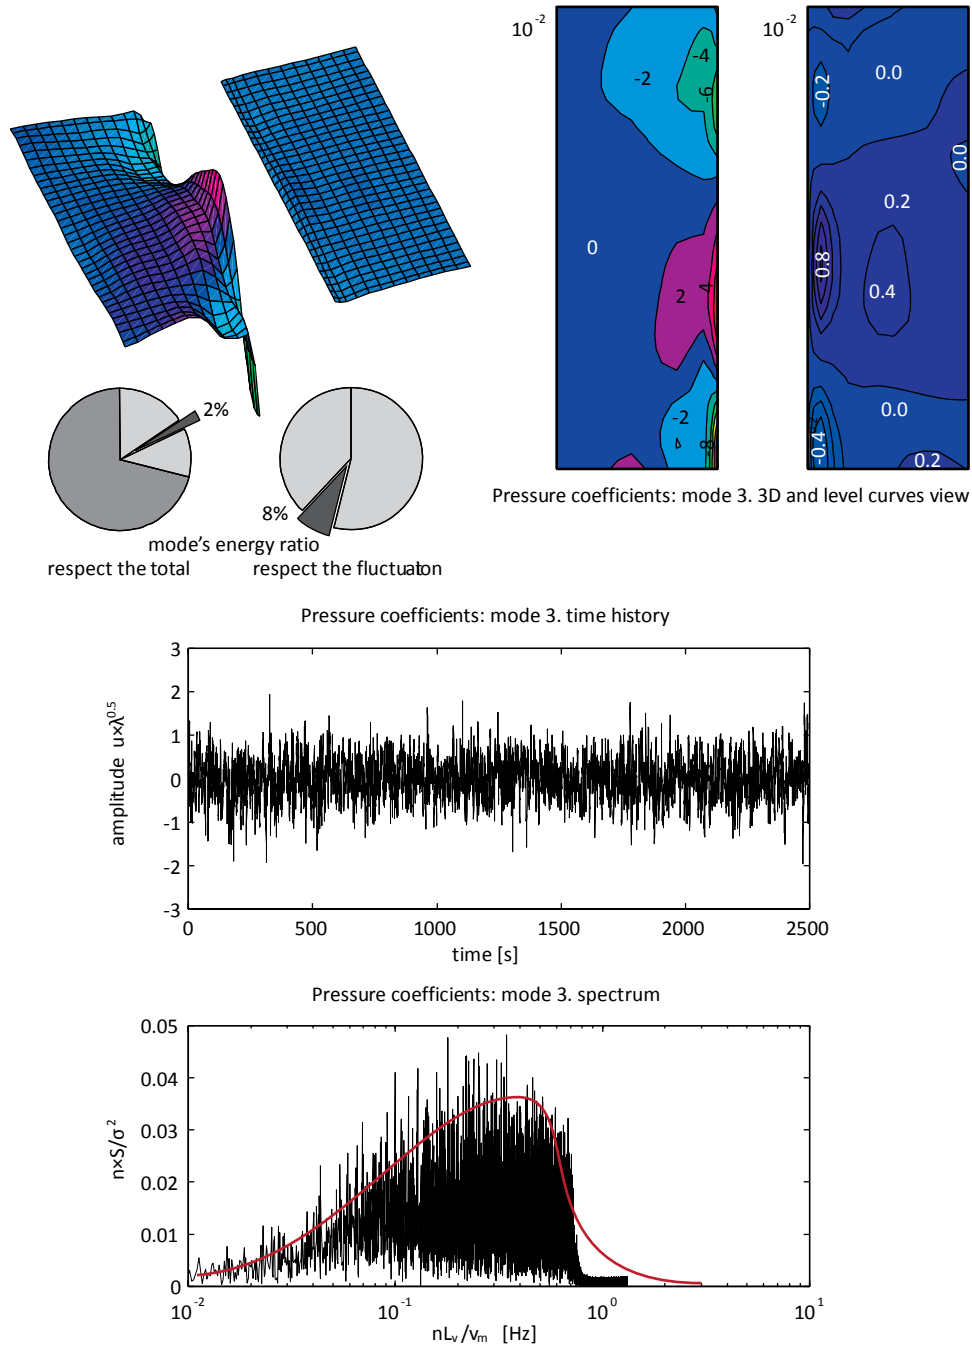 10-2
-2
-4
-6
0
2
4
-2
-8
10-2
-0.2
0.0
0.0
0.2
0.8
0.4
0.0
-0.4
0.2
Pressure coefficients: mode 3. 3D and level curves view
2%
8%
mode's energy ratio
respect the total
respect the fluctuation
Pressure coefficients: mode 3. time history
3
2
1
0
-1
-2
-3
amplitude u×λ0.5
0 500 1000 1500 2000 2500
time [s]
Pressure coefficients: mode 3. spectrum
0.05
0.04
0.03
0.02
0.01
0
n×S/σ2
10-2 10-1 100 101
nLv/vm [Hz]